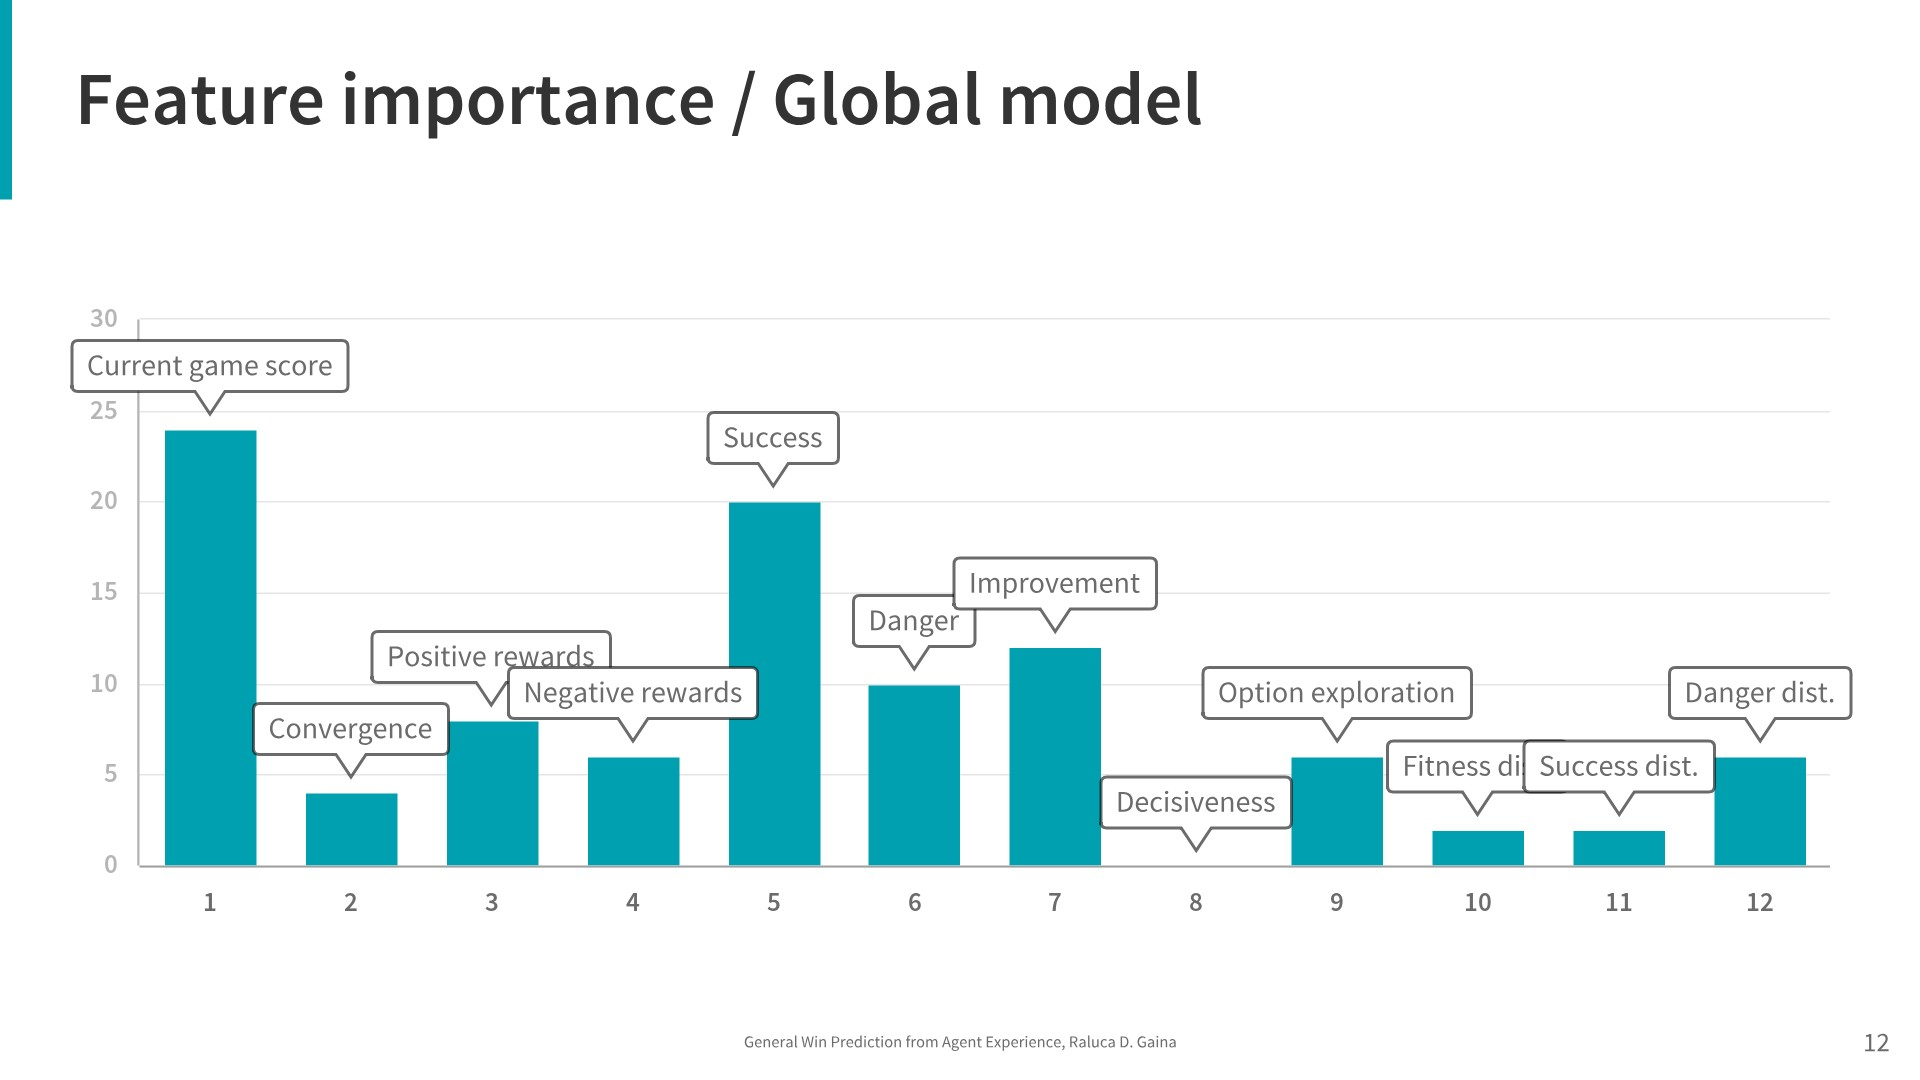 Feature importance / Global model
30
Current game score
25
Success
20
Improvement
15
Danger
Positive rewards
10
Negative rewards
Option exploration
Danger dist.
Convergence
Fitness
Success dist.
5
Decisiveness
0
1 2 3 4 5 6 7 8 9 10 11 12
General Win Prediction from Agent Experience, Raluca D. Gaina
12